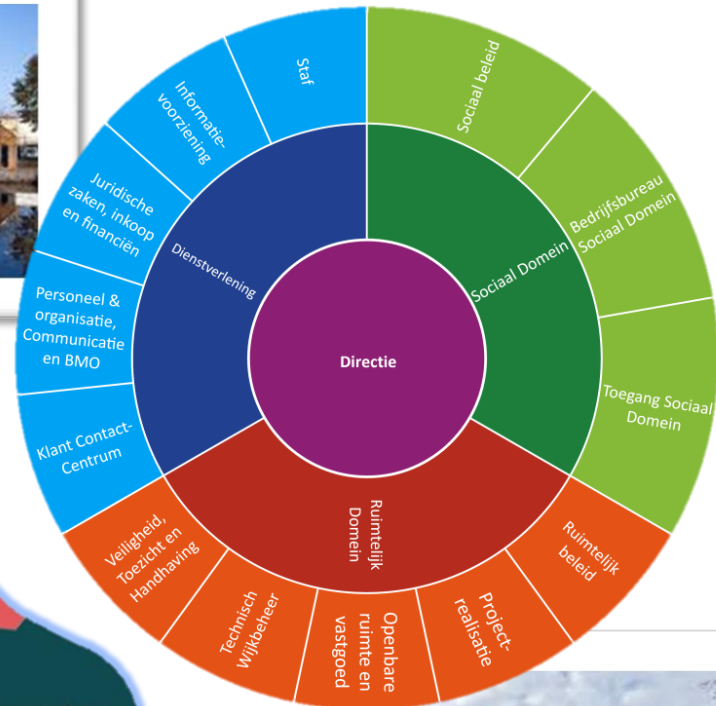 Directie
Sociaal Domein
Ruimtelijk
Domein
Dienstverlening
Sociaal beleid
Bedrijfsbureau
Sociaal Domein
Toegang Sociaal
Domein
Ruimtelijk
beleid
Project-
realisatie
Openbare
ruimte en
vastgoed
Technisch
Wijkbeheer
Veiligheid,
Toezicht en
Handhaving
Klant Contact-
Centrum
Personeel &
organisatie,
Communicatie
en BMO
Juridische
zaken, inkoop
en financiën
Informatie-
voorziening
Staf